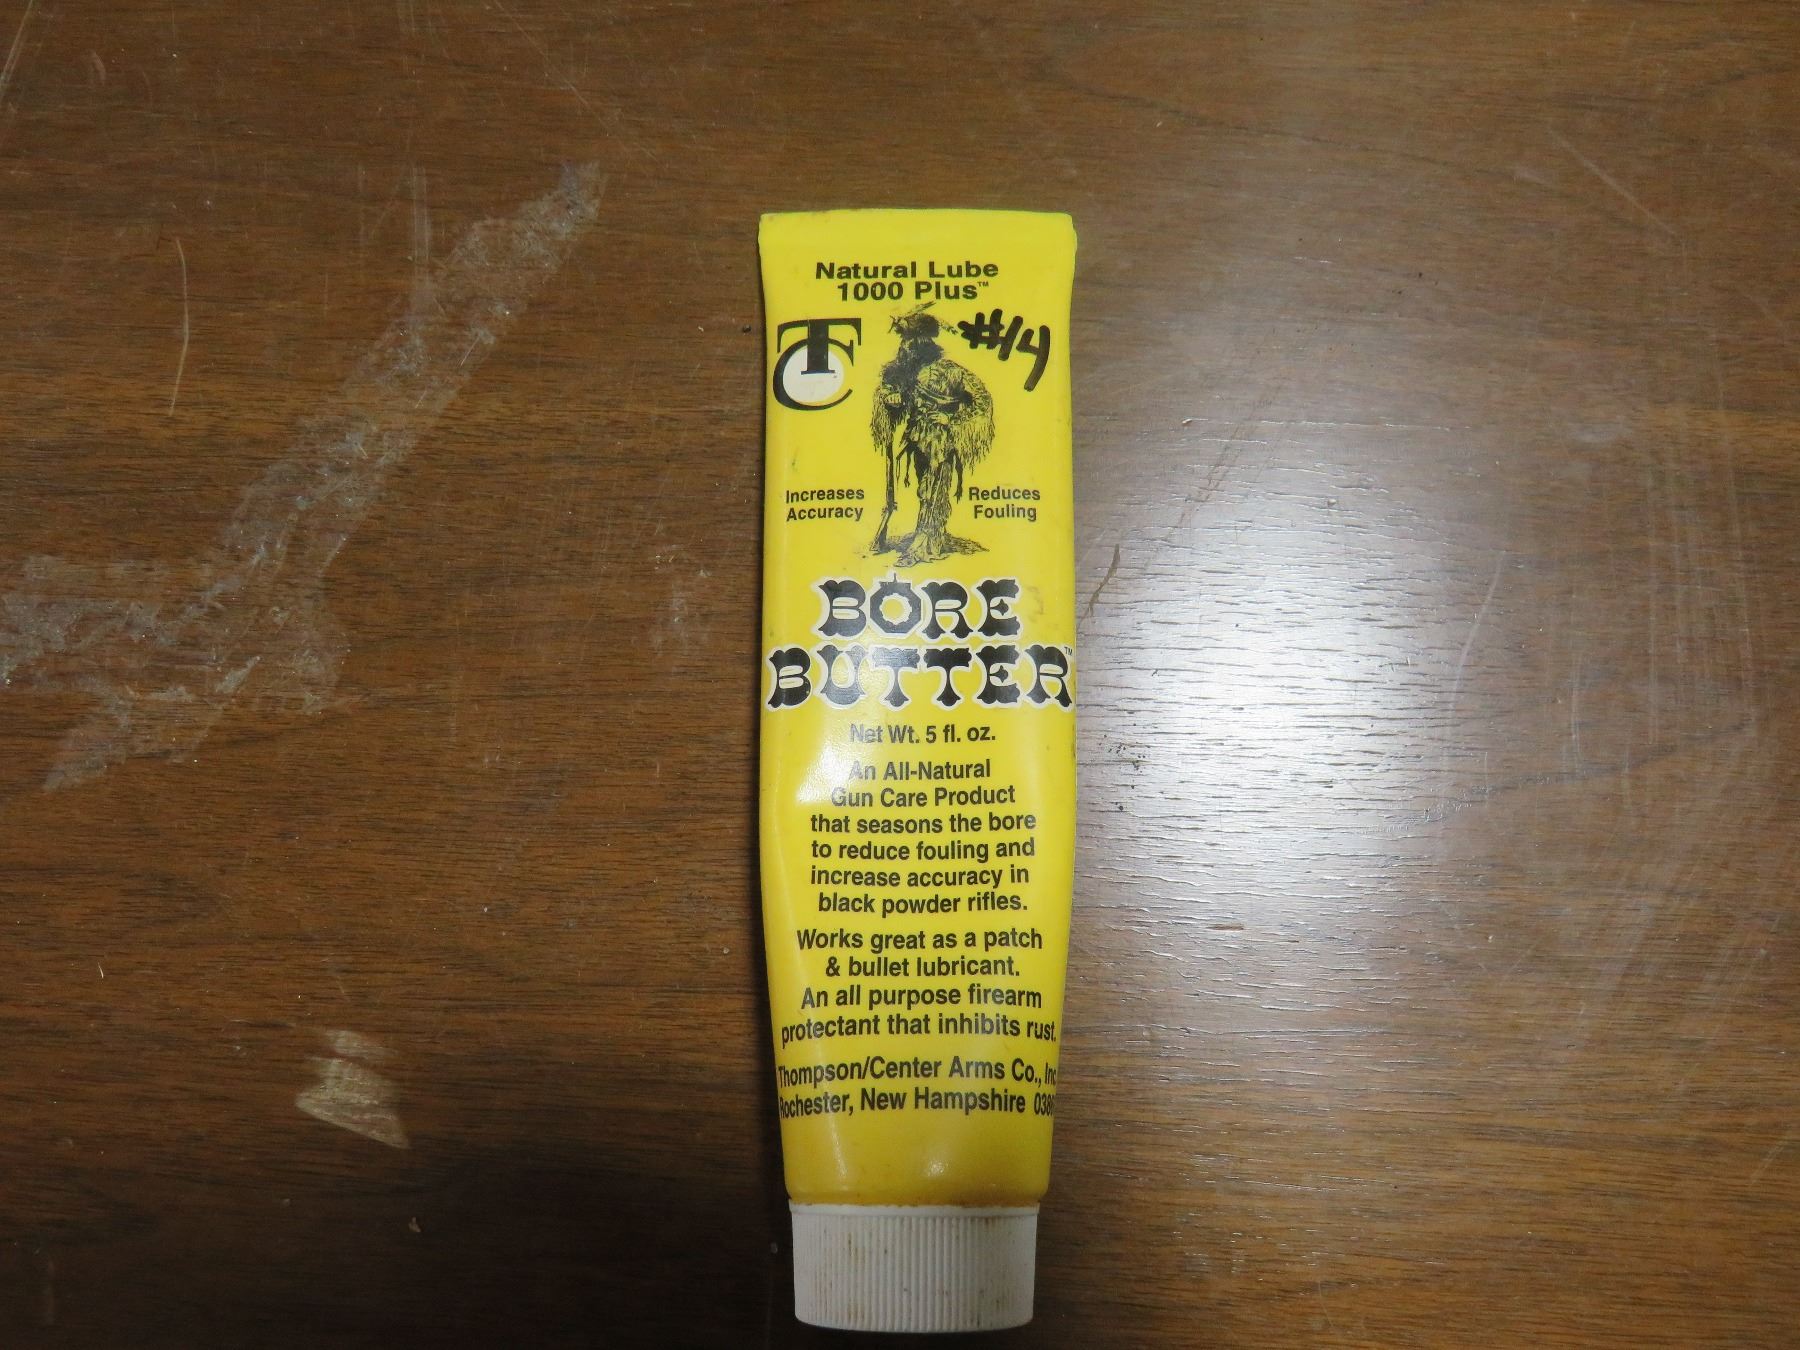 Natural Lube
1000 Plus™
TC
#14
Increases
Accuracy
Reduces
Fouling
BORE
BUTTER™
Net Wt. 5 fl. oz.
An All-Natural
Gun Care Product
that seasons the bore
to reduce fouling and
increase accuracy in
black powder rifles.
Works great as a patch
& bullet lubricant.
An all purpose firearm
protectant that inhibits rust.
Thompson/Center Arms Co., Inc
Rochester, New Hampshire